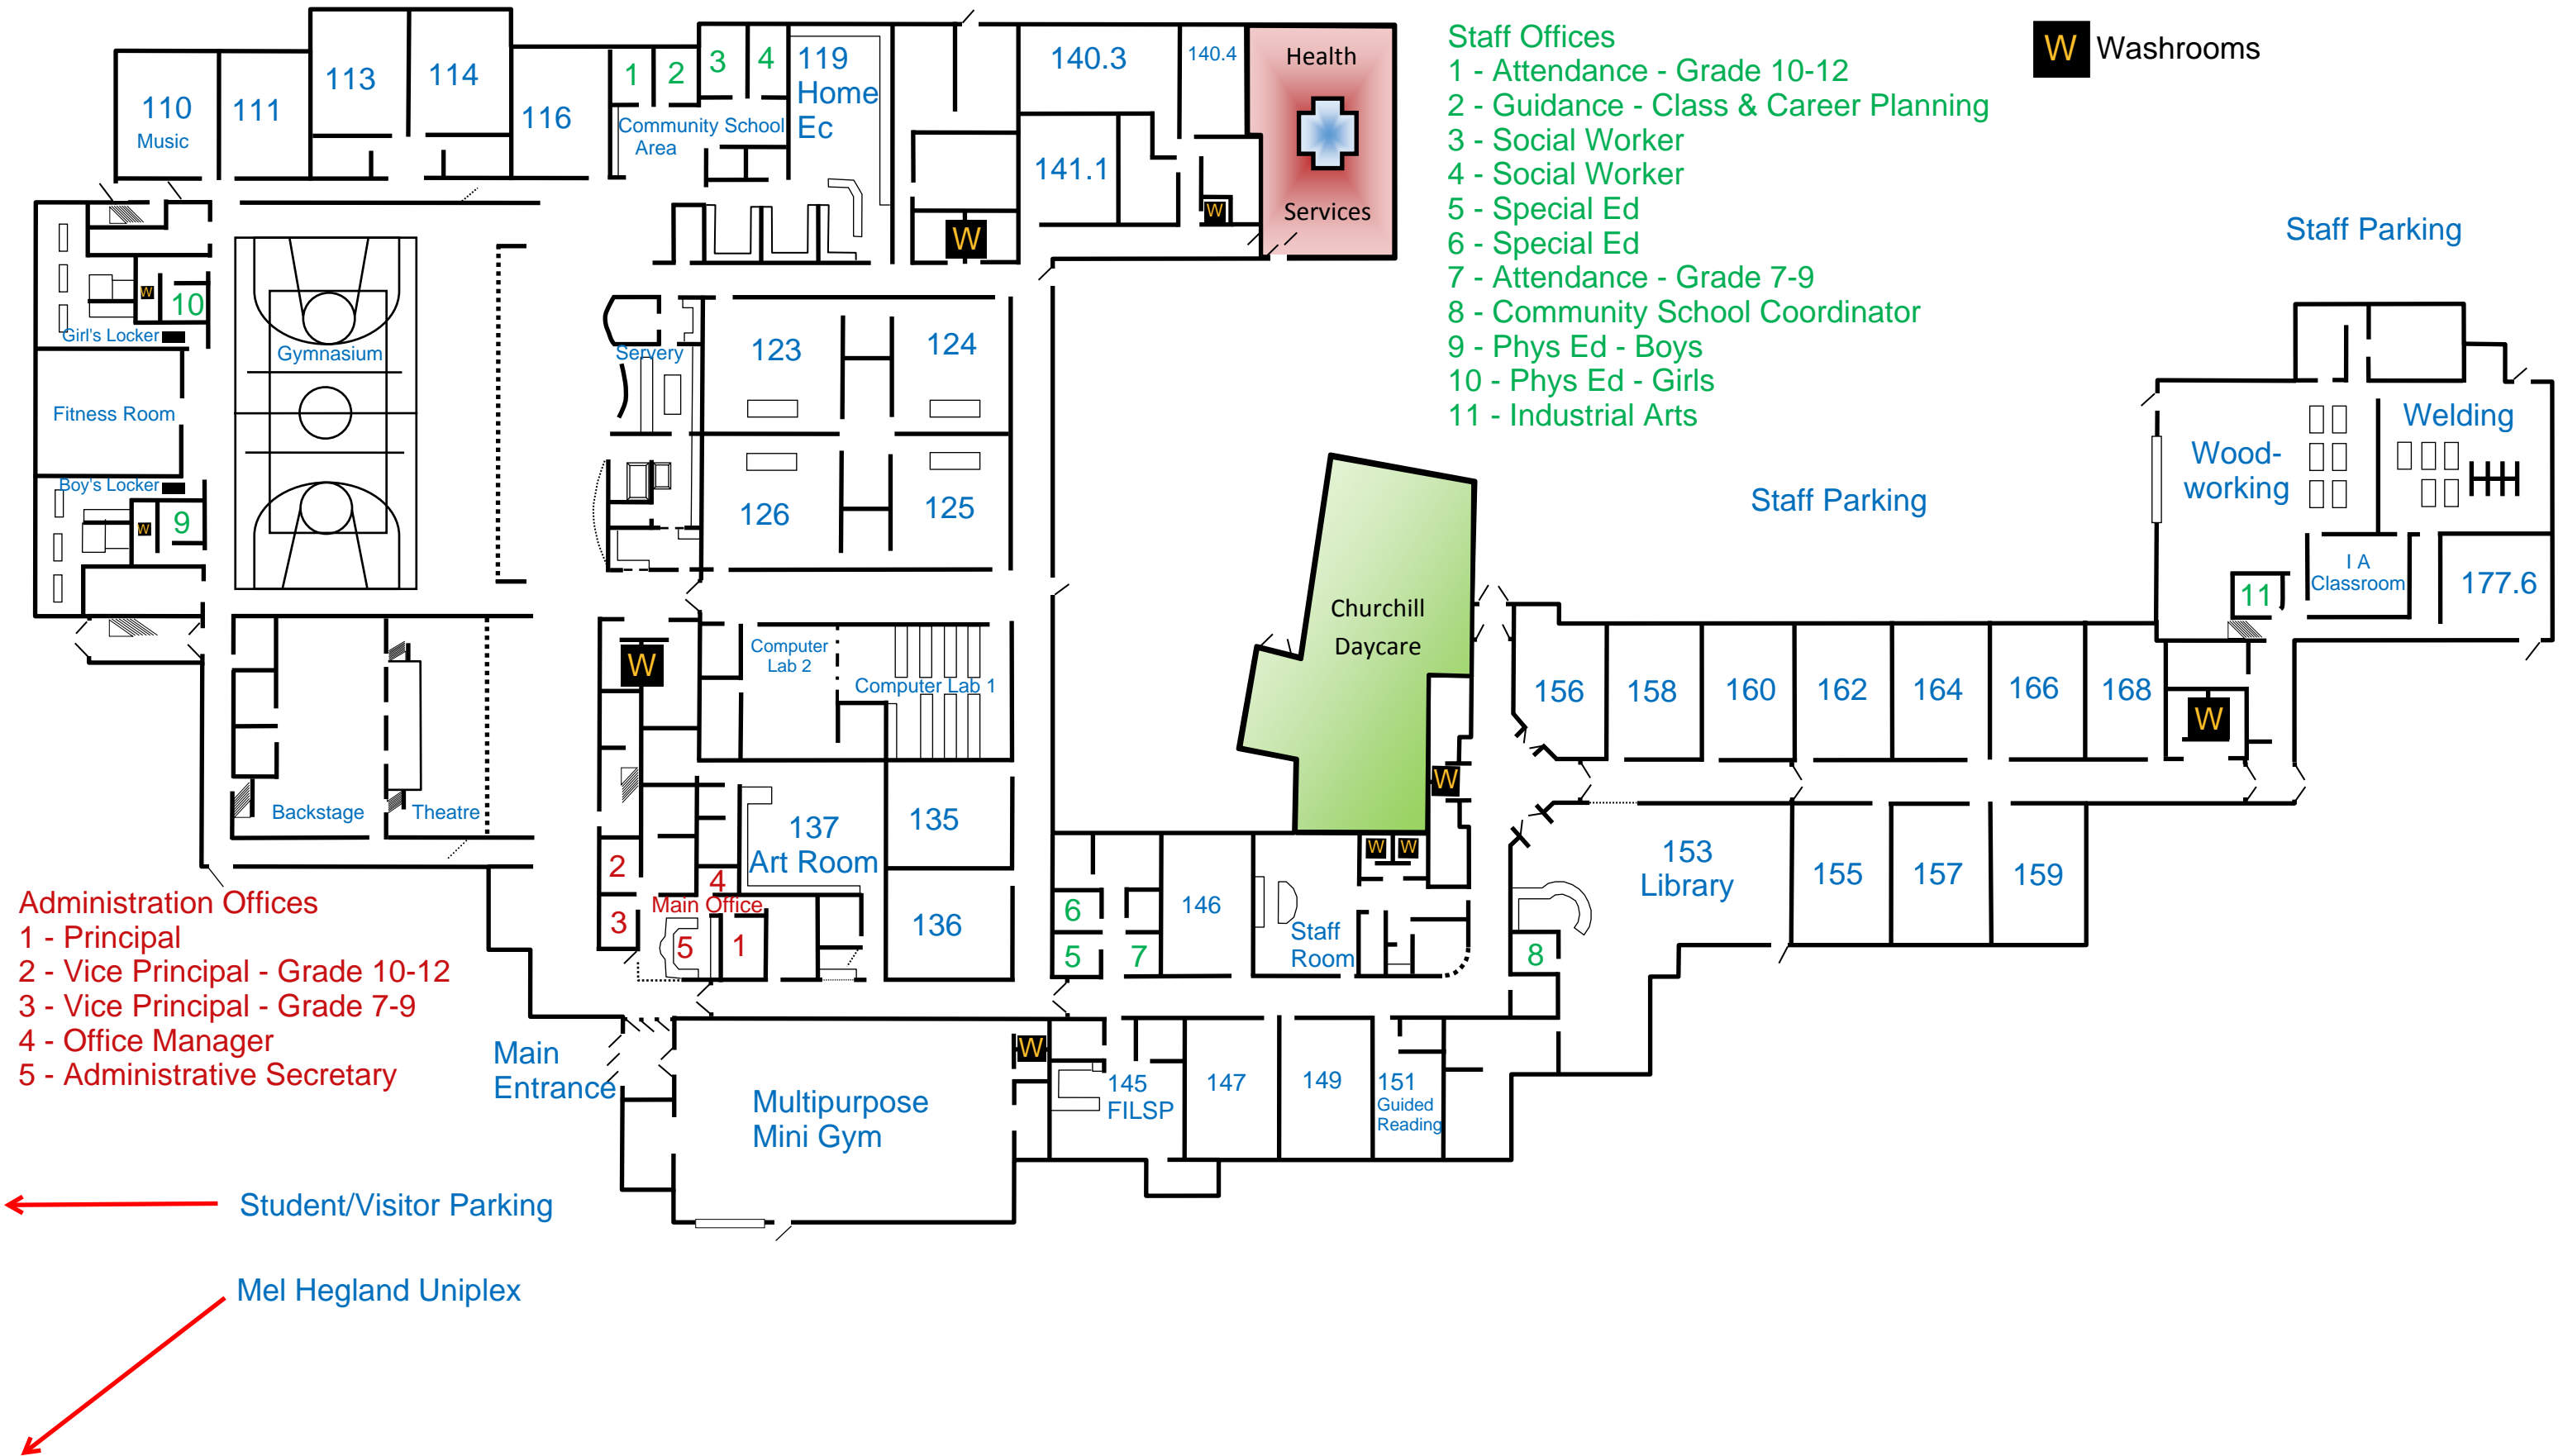 Staff Offices
1 - Attendance - Grade 10-12
2 - Guidance - Class & Career Planning
3 - Social Worker
4 - Social Worker
5 - Special Ed
6 - Special Ed
7 - Attendance - Grade 7-9
8 - Community School Coordinator
9 - Phys Ed - Boys
10 - Phys Ed - Girls
11 - Industrial Arts
W Washrooms
110
Music
111
113
114
116
1
2
3
4
Community School
Area
119
Home
Ec
140.3
140.4
141.1
W
W
Health
Services
Staff Parking
W
10
Girl's Locker
Gymnasium
Fitness Room
Boy's Locker
W
9
Servery
123
124
126
125
Staff Parking
Wood-
working
Welding
I A
Classroom
177.6
11
Churchill
Daycare
W
Computer
Lab 2
Computer Lab 1
Backstage
Theatre
156
158
160
162
164
166
168
W
W
2
3
4
Main Office
5
1
137
Art Room
135
136
6
5
7
146
W
W
Staff
Room
153
Library
8
155
157
159
Administration Offices
1 - Principal
2 - Vice Principal - Grade 10-12
3 - Vice Principal - Grade 7-9
4 - Office Manager
5 - Administrative Secretary
Main
Entrance
Multipurpose
Mini Gym
W
145
FILSP
147
149
151
Guided
Reading
Student/Visitor Parking
Mel Hegland Uniplex